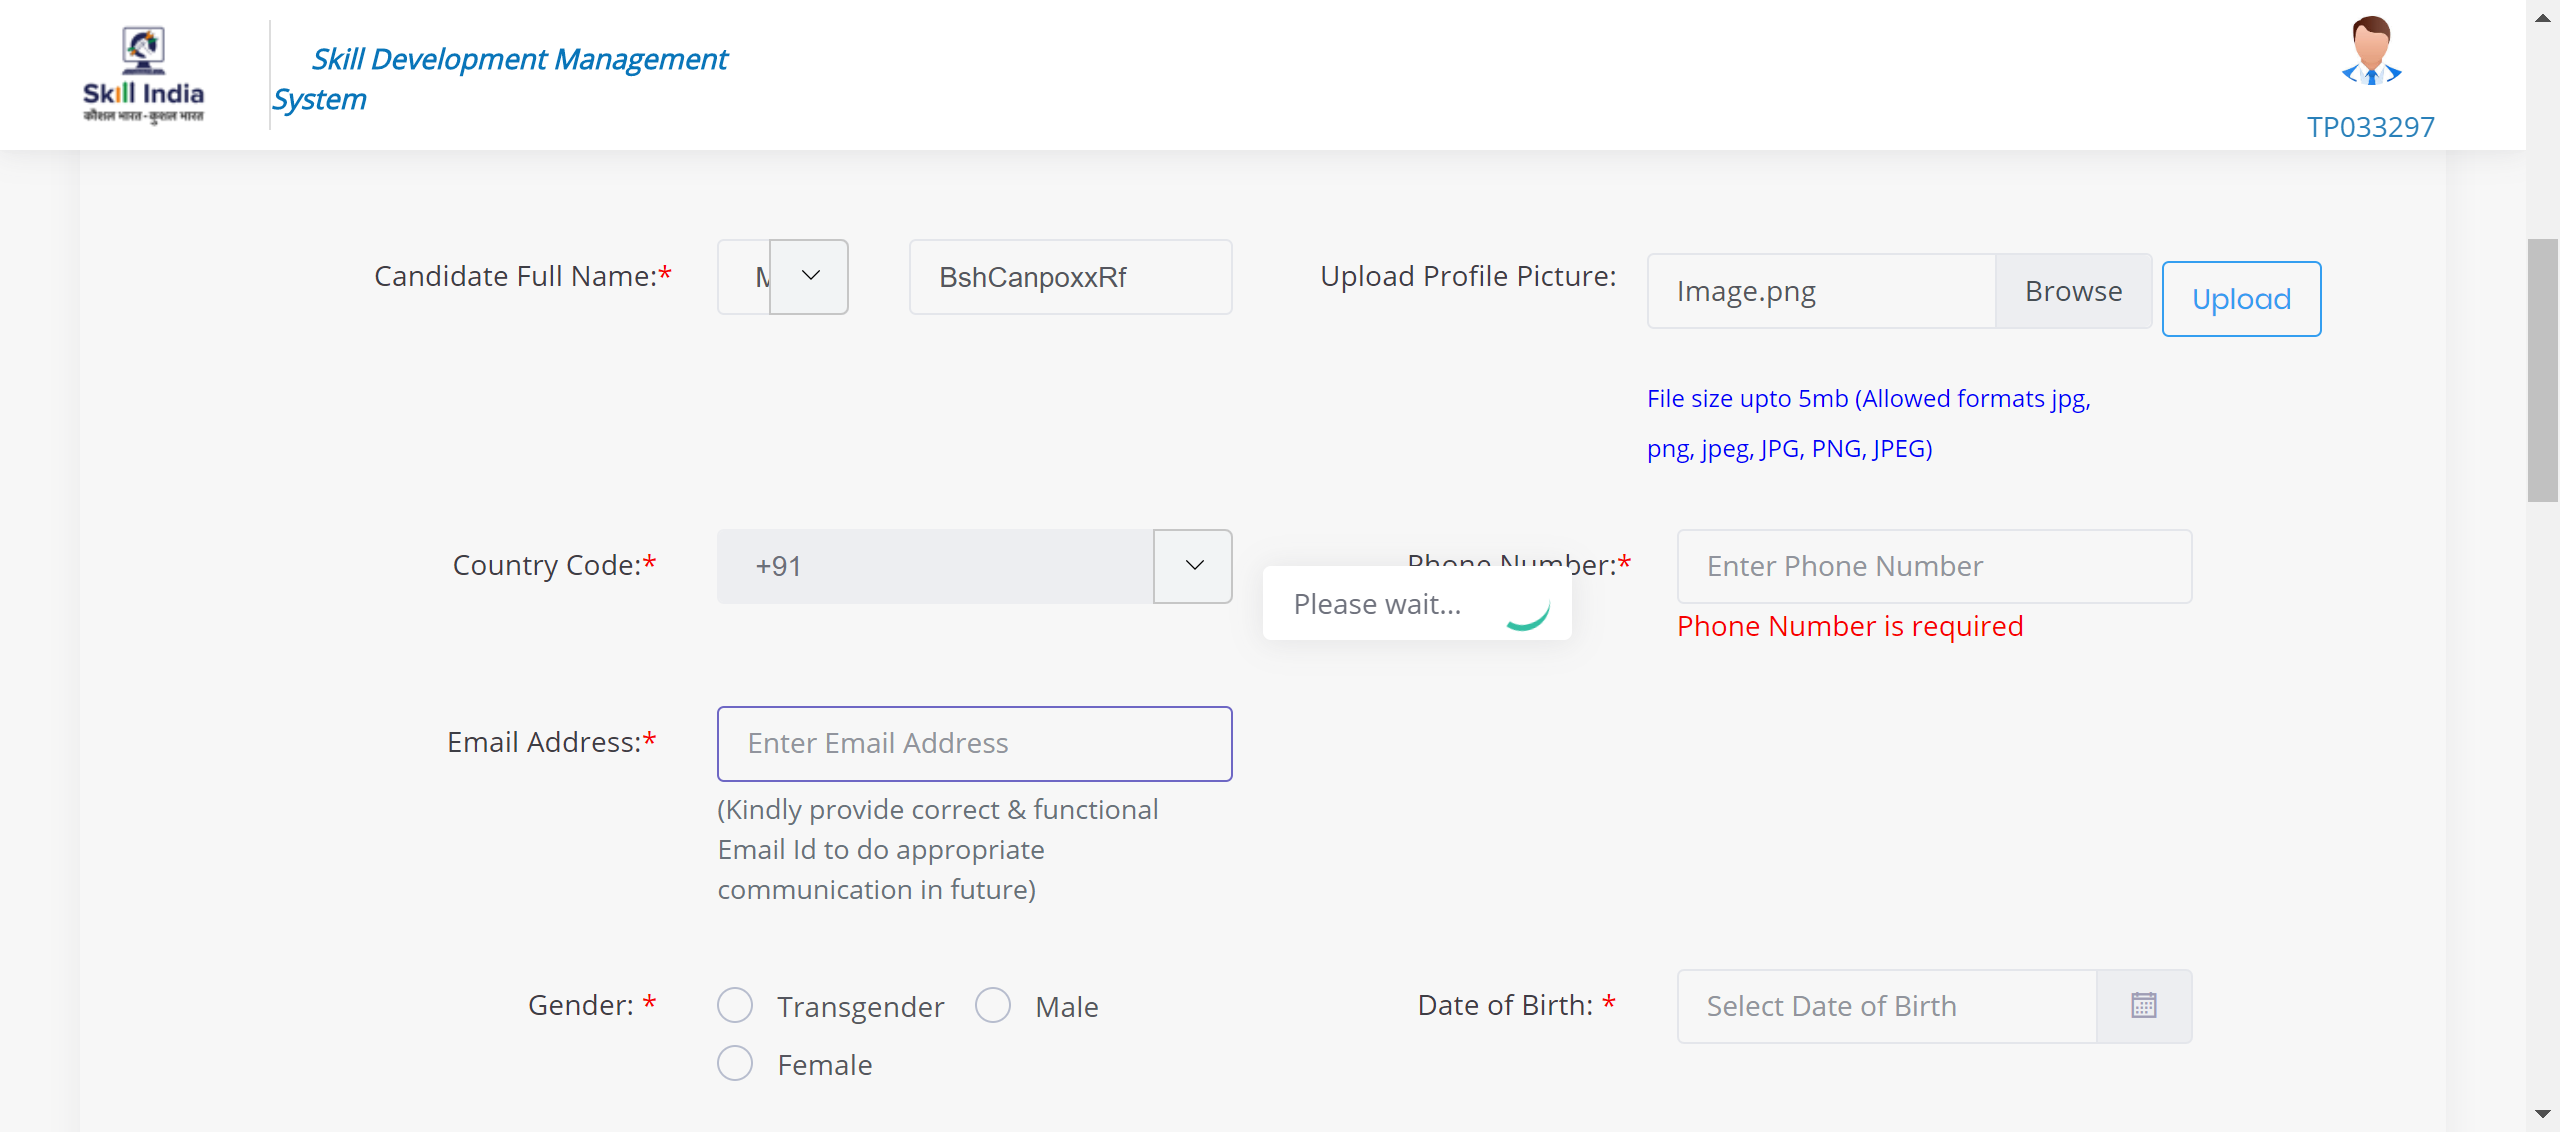 Skill India
कौशल भारत - कुशल भारत
Skill Development Management
System
TP033297
Candidate Full Name:*
BshCanpoxxRf
Upload Profile Picture:
Image.png
Browse
Upload
File size upto 5mb (Allowed formats jpg,
png, jpeg, JPG, PNG, JPEG)
Country Code:*
+91
Phone Number:*
Enter Phone Number
Please wait...
Phone Number is required
Email Address:*
Enter Email Address
(Kindly provide correct & functional
Email Id to do appropriate
communication in future)
Gender: *
Transgender
Male
Female
Date of Birth: *
Select Date of Birth